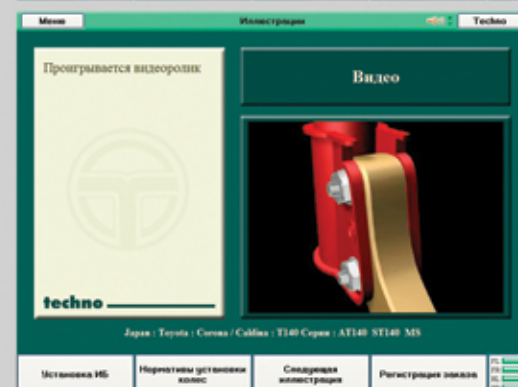 Меню
Иллюстрации
Techno
Проигрывается видеоролик
Видео
techno
Japan : Toyota : Corona / Caldina : T140 Серии : AT140 ST140 MS
Установка ИБ
Нормативы установки
колес
Следующая
иллюстрация
Регистрация заказа